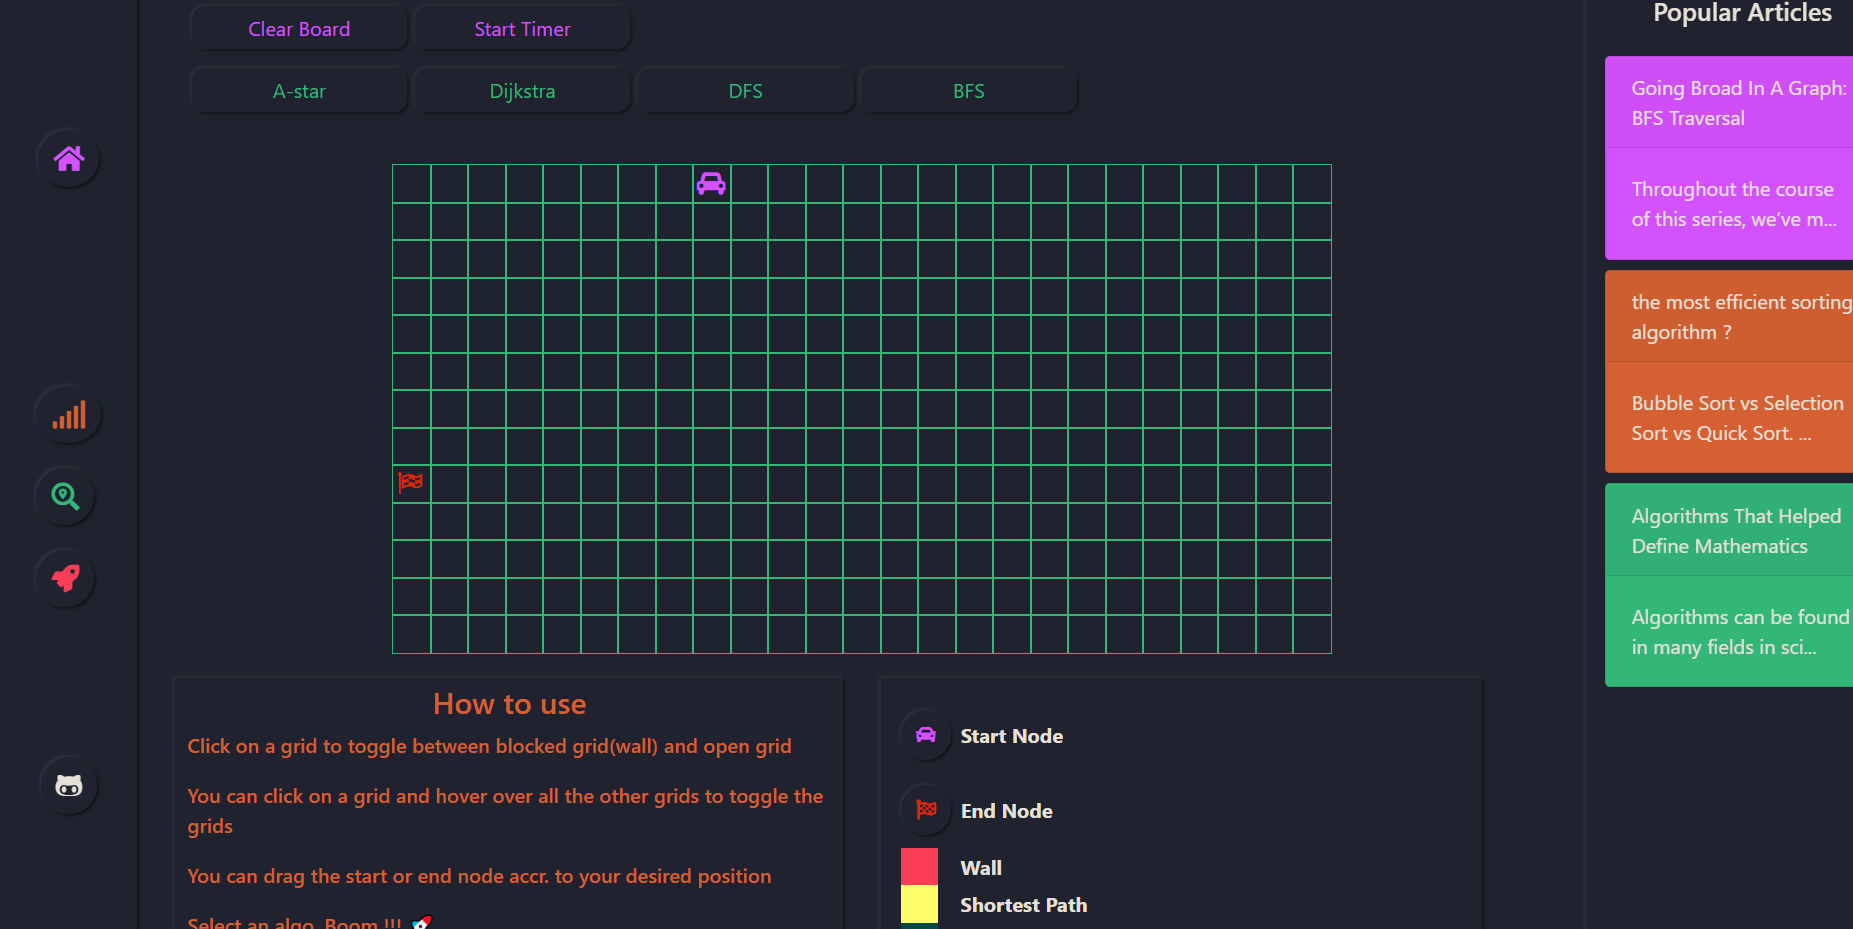 Clear Board
Start Timer
A-star
Dijkstra
DFS
BFS
How to use
Click on a grid to toggle between blocked grid(wall) and open grid
You can click on a grid and hover over all the other grids to toggle the
grids
You can drag the start or end node accr. to your desired position
Select an algo. Boom !!! 🚀
Start Node
End Node
Wall
Shortest Path
Popular Articles
Going Broad In A Graph:
BFS Traversal
Throughout the course
of this series, we’ve m...
the most efficient sorting
algorithm ?
Bubble Sort vs Selection
Sort vs Quick Sort. ...
Algorithms That Helped
Define Mathematics
Algorithms can be found
in many fields in sci...